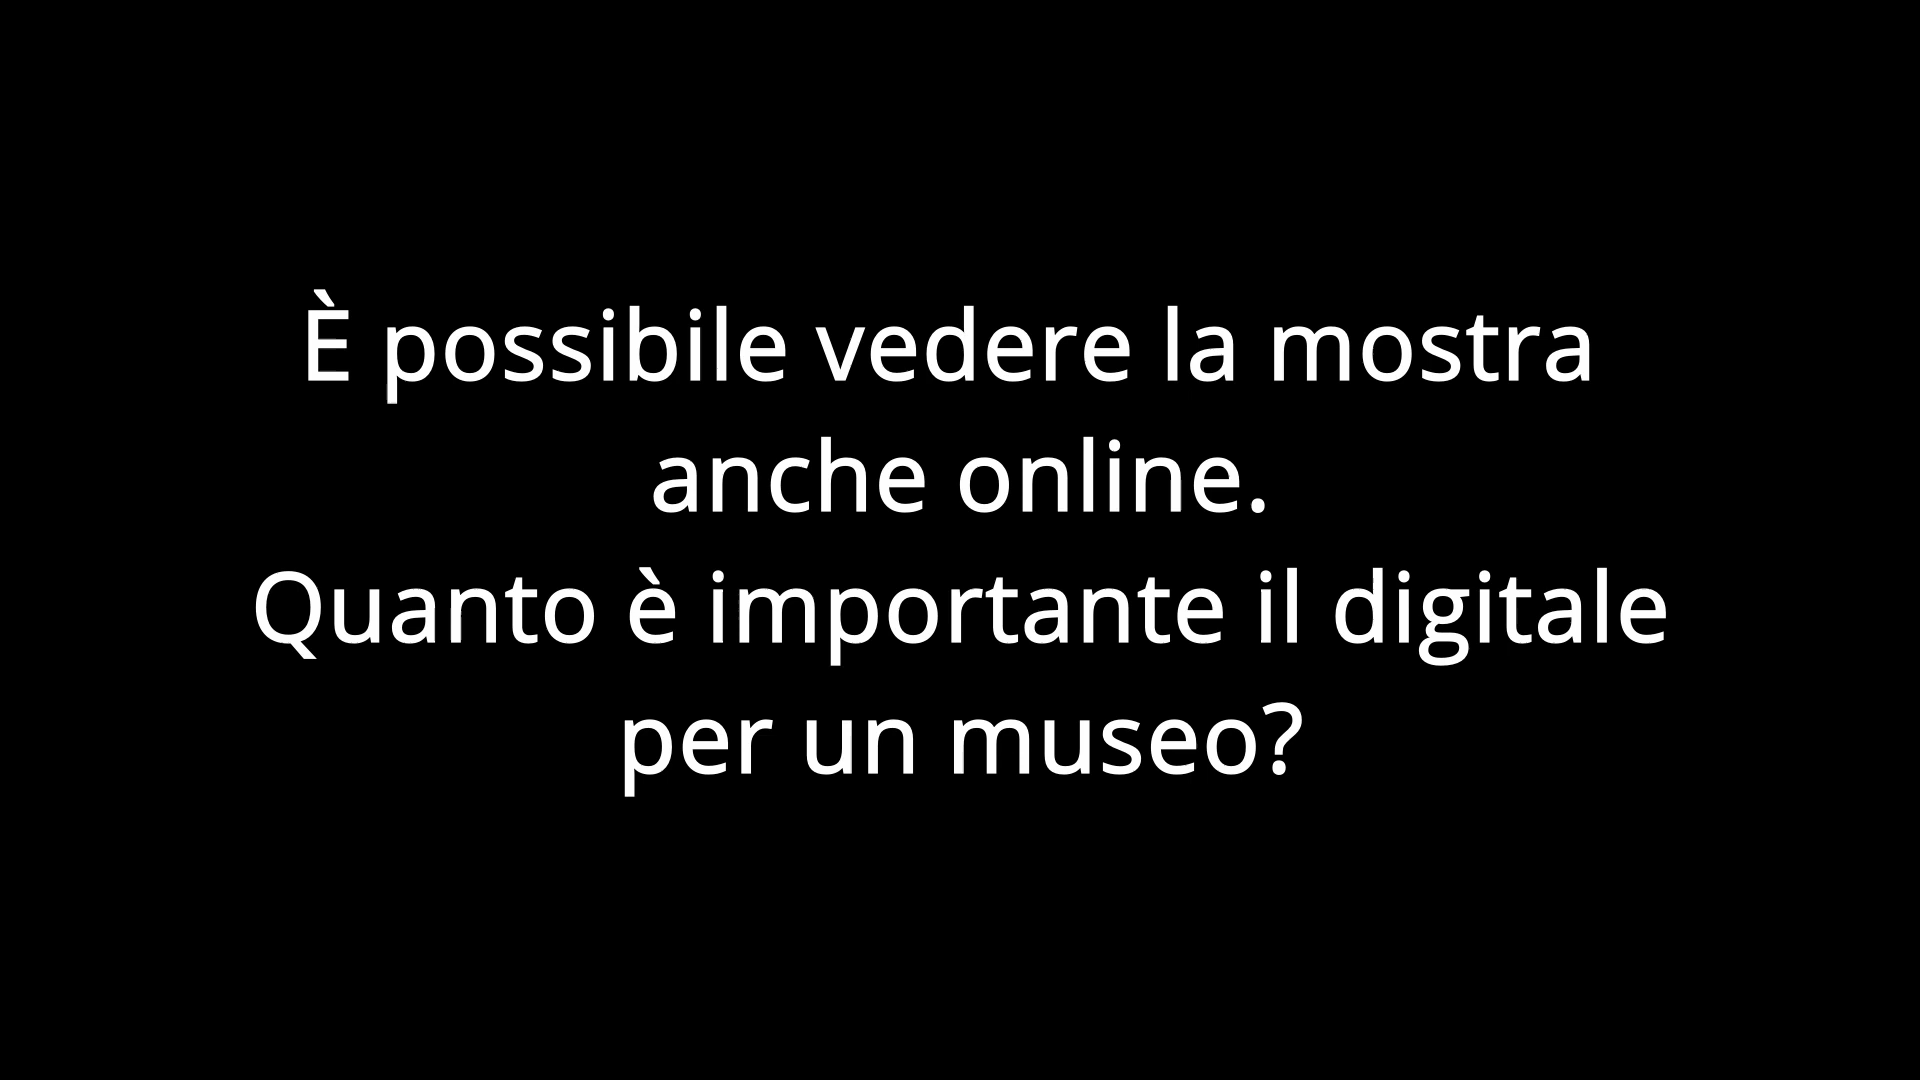 È possibile vedere la mostra
anche online.
Quanto è importante il digitale
per un museo?